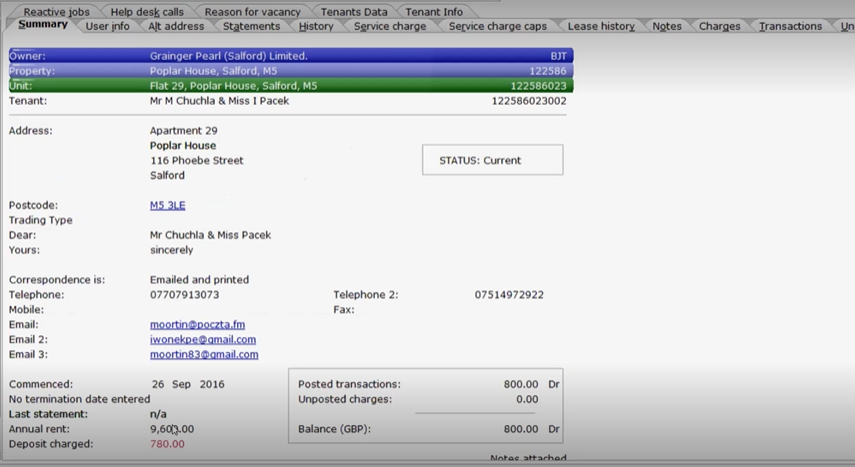 Reactive jobs Help desk calls Reason for vacancy Tenants Data Tenant Info
Summary User info Alt address Statements History Service charge Service charge caps Lease history Notes Charges Transactions Un
Owner: Grainger Pearl (Salford) Limited. BJT
Property: Poplar House, Salford, M5 122586
Unit: Flat 29, Poplar House, Salford, M5 122586023
Tenant: Mr M Chuchla & Miss I Pacek 122586023002
Address: Apartment 29
Poplar House
116 Phoebe Street STATUS: Current
Salford
Postcode: M5 3LE
Trading Type
Dear: Mr Chuchla & Miss Pacek
Yours: sincerely
Correspondence is: Emailed and printed
Telephone: 07707913073 Telephone 2: 07514972922
Mobile: Fax:
Email: moortin@poczta.fm
Email 2: iwonekpe@gmail.com
Email 3: moortin83@gmail.com
Commenced: 26 Sep 2016 Posted transactions: 800.00 Dr
No termination date entered Unposted charges: 0.00
Last statement: n/a
Annual rent: 9,600.00 Balance (GBP): 800.00 Dr
Deposit charged: 780.00
Notes attached